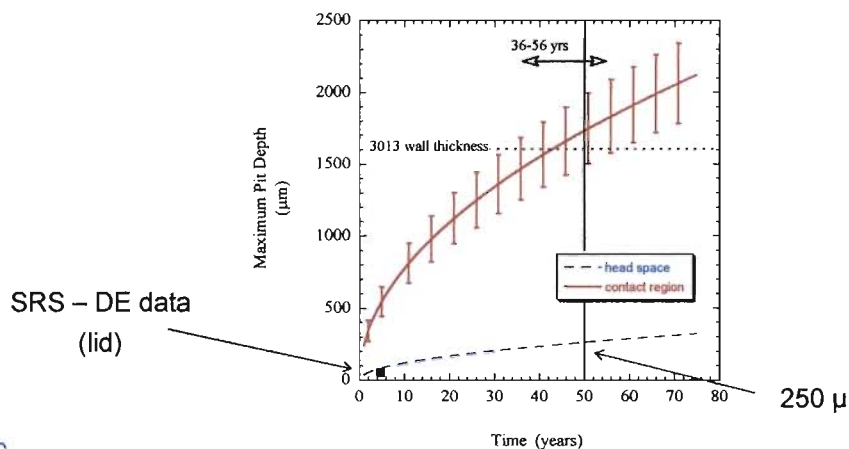 2500
2000
1500
1000
500
0
Maximum Pit Depth
(μm)
36-56 yrs
3013 wall thickness
head space
contact region
SRS – DE data
(lid)
250 μ
0 10 20 30 40 50 60 70 80
Time (years)